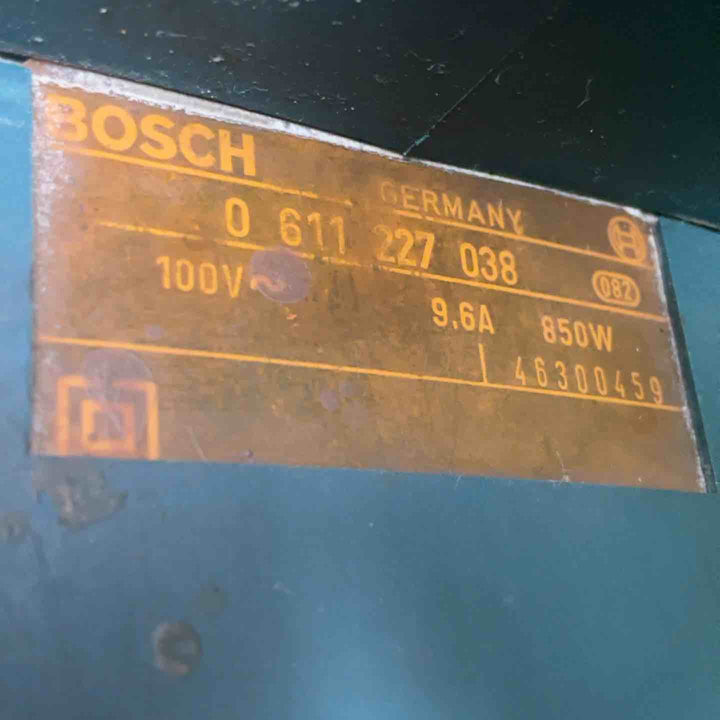 BOSCH
GERMANY
0 611 227 038
082
100V~
9.6A 850W
46300459